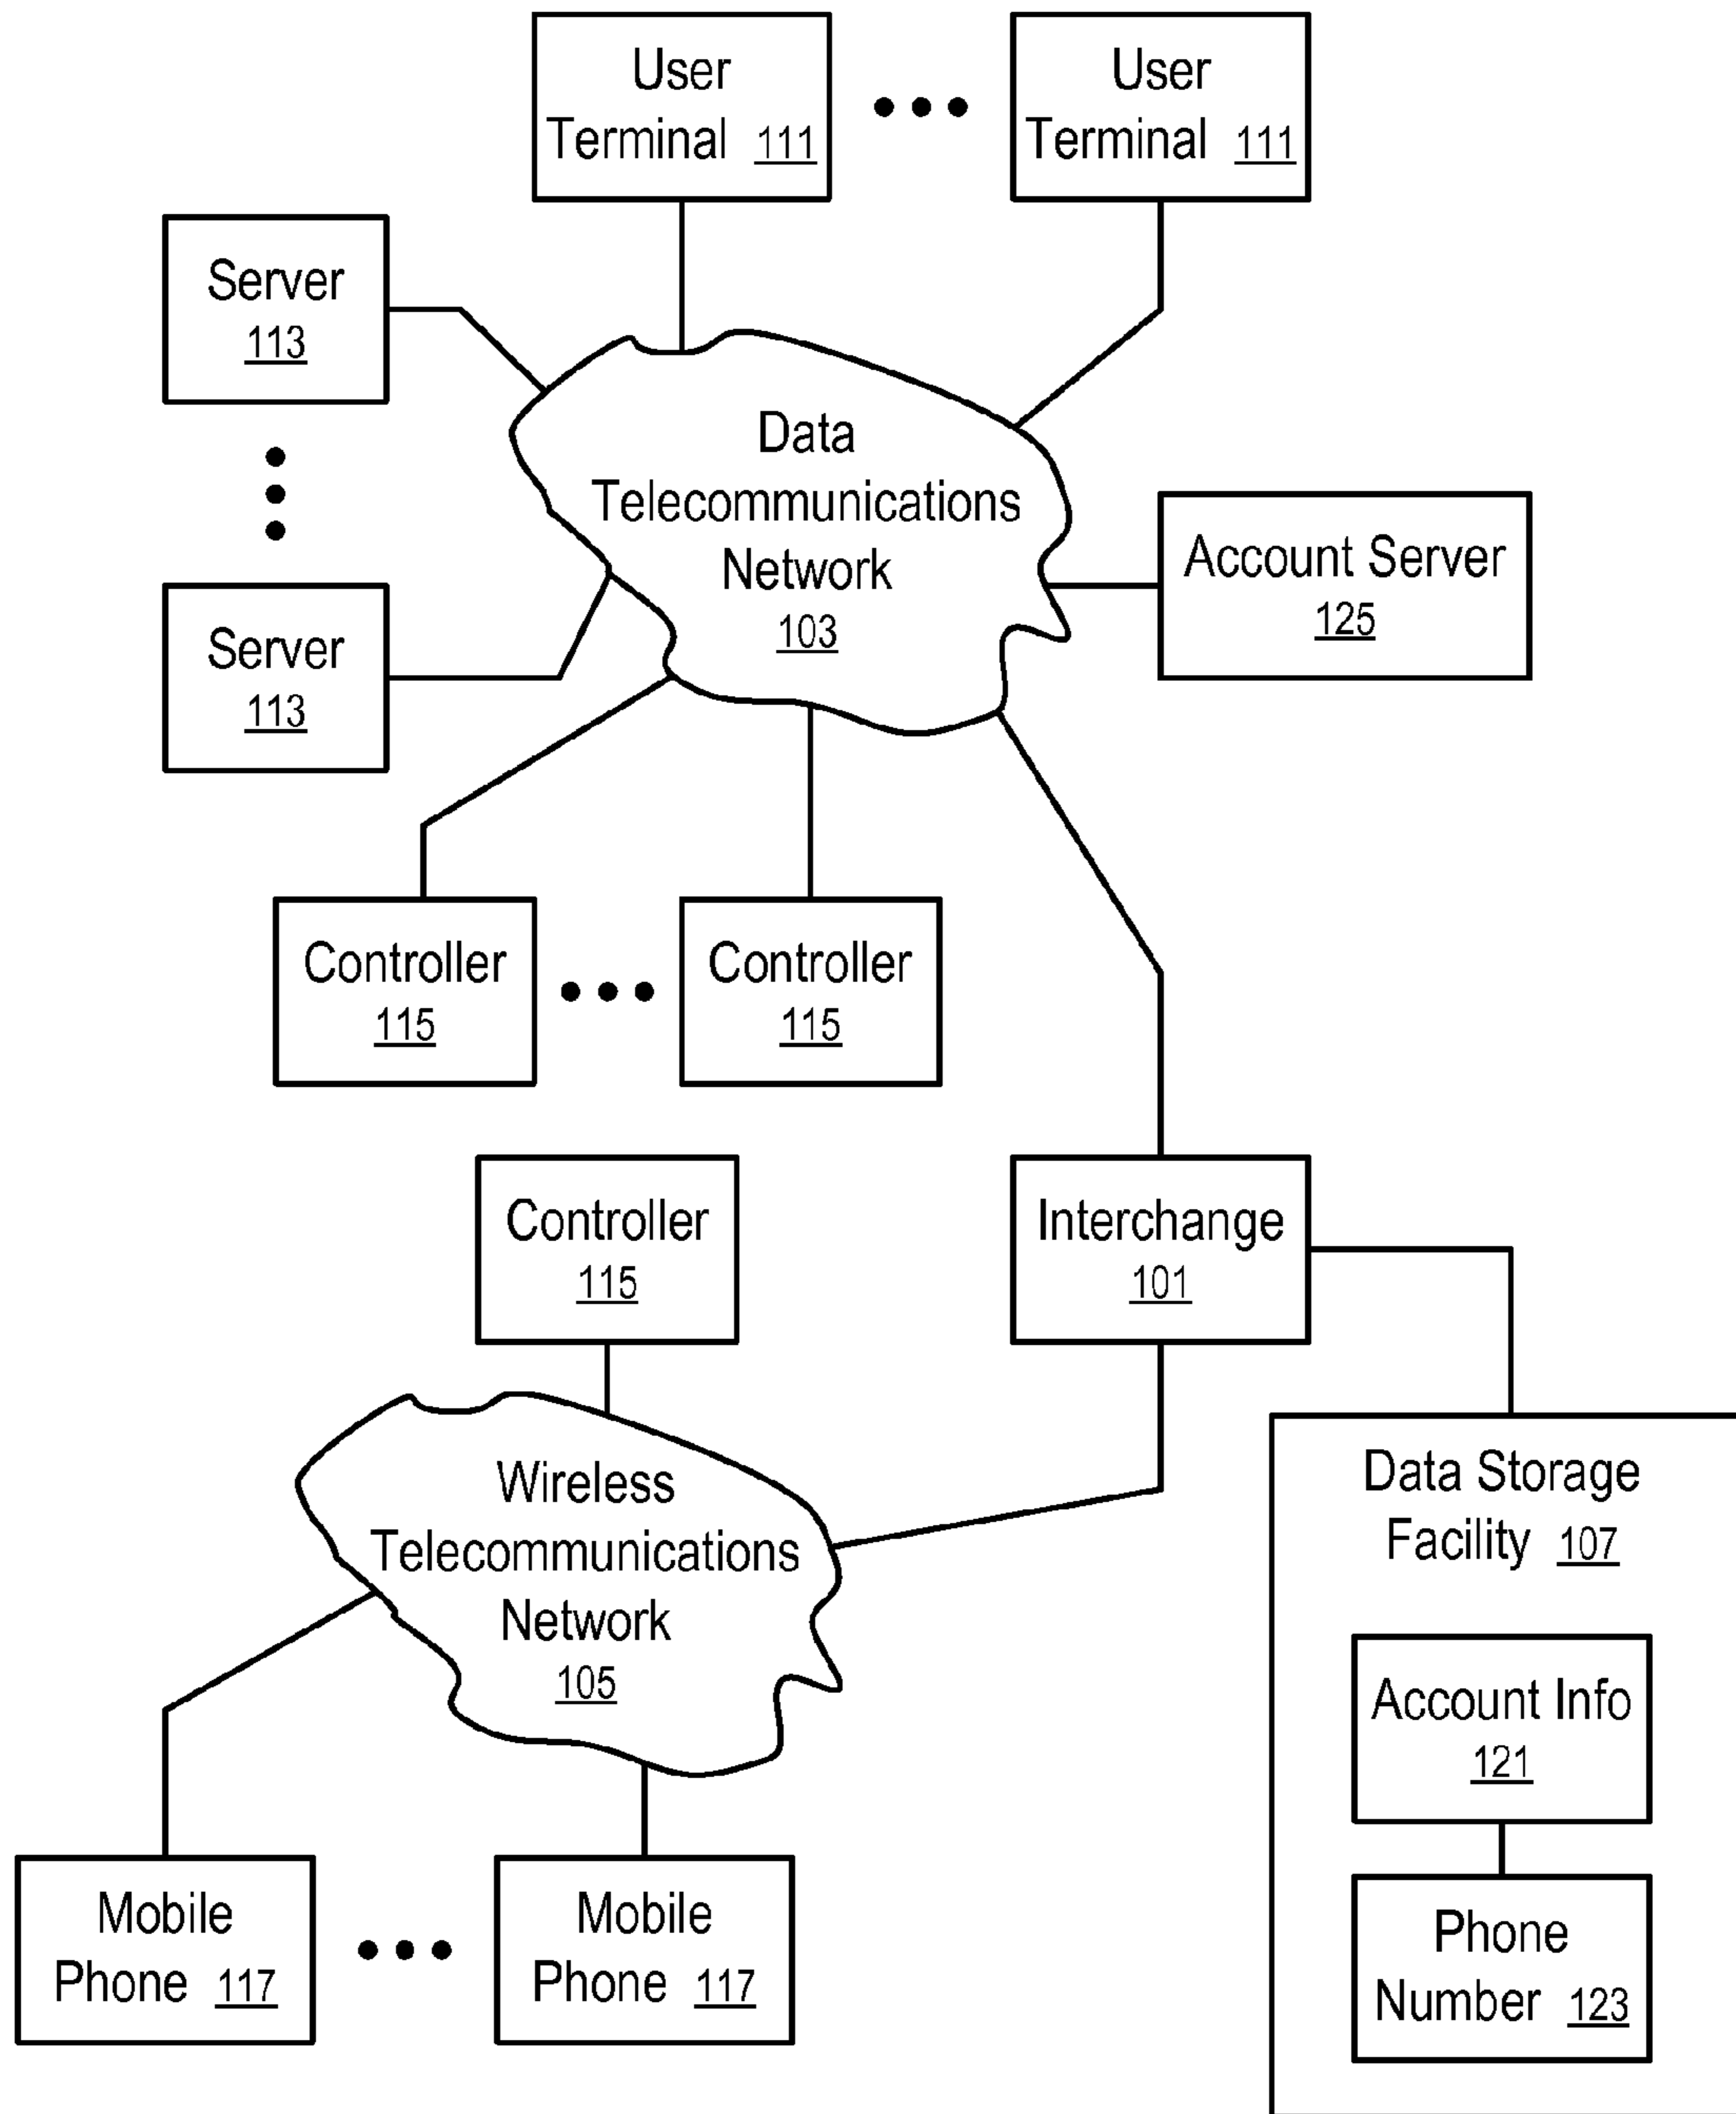 User
Terminal 111
User
Terminal 111
Server
113
Data
Telecommunications
Network
103
Account Server
125
Server
113
Controller
115
Controller
115
Controller
115
Interchange
101
Wireless
Telecommunications
Network
105
Data Storage
Facility 107
Account Info
121
Mobile
Phone 117
Mobile
Phone 117
Phone
Number 123